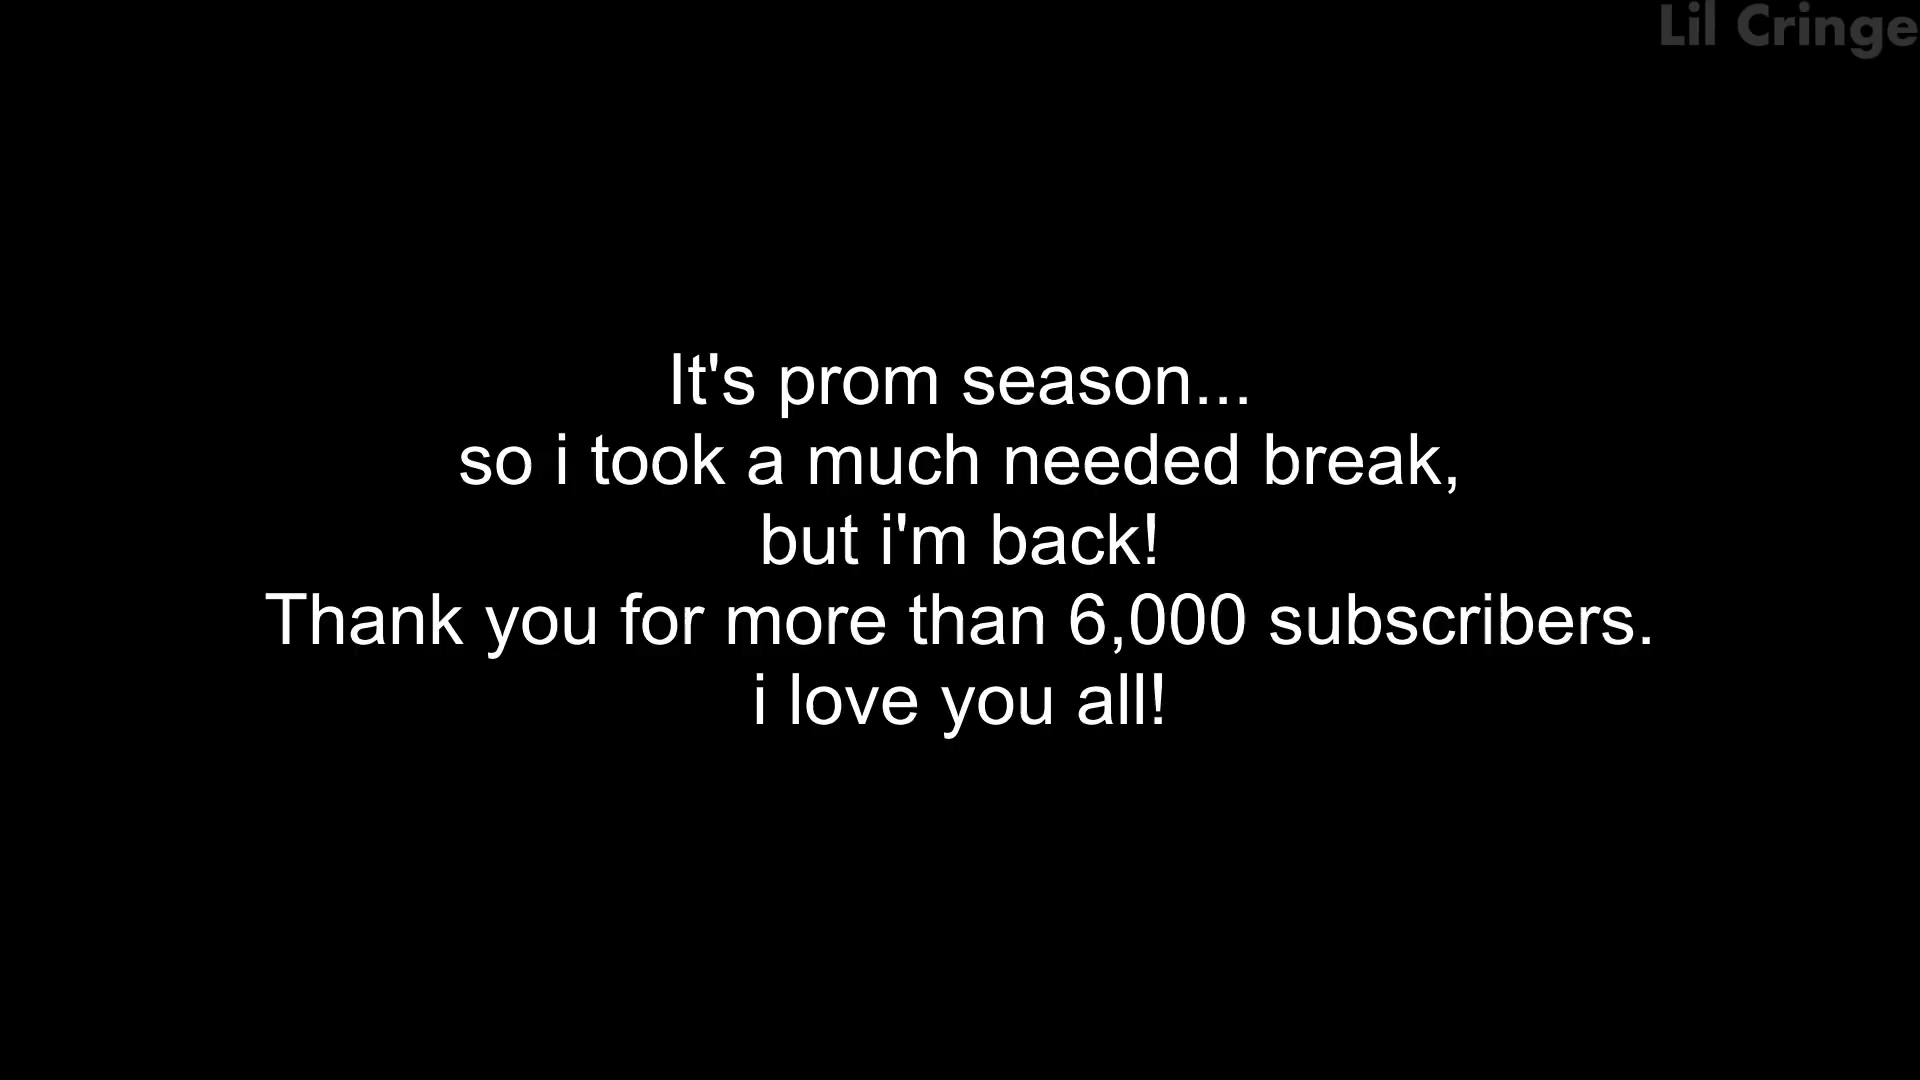 Lil Cringe
It's prom season...
so i took a much needed break,
but i'm back!
Thank you for more than 6,000 subscribers.
i love you all!